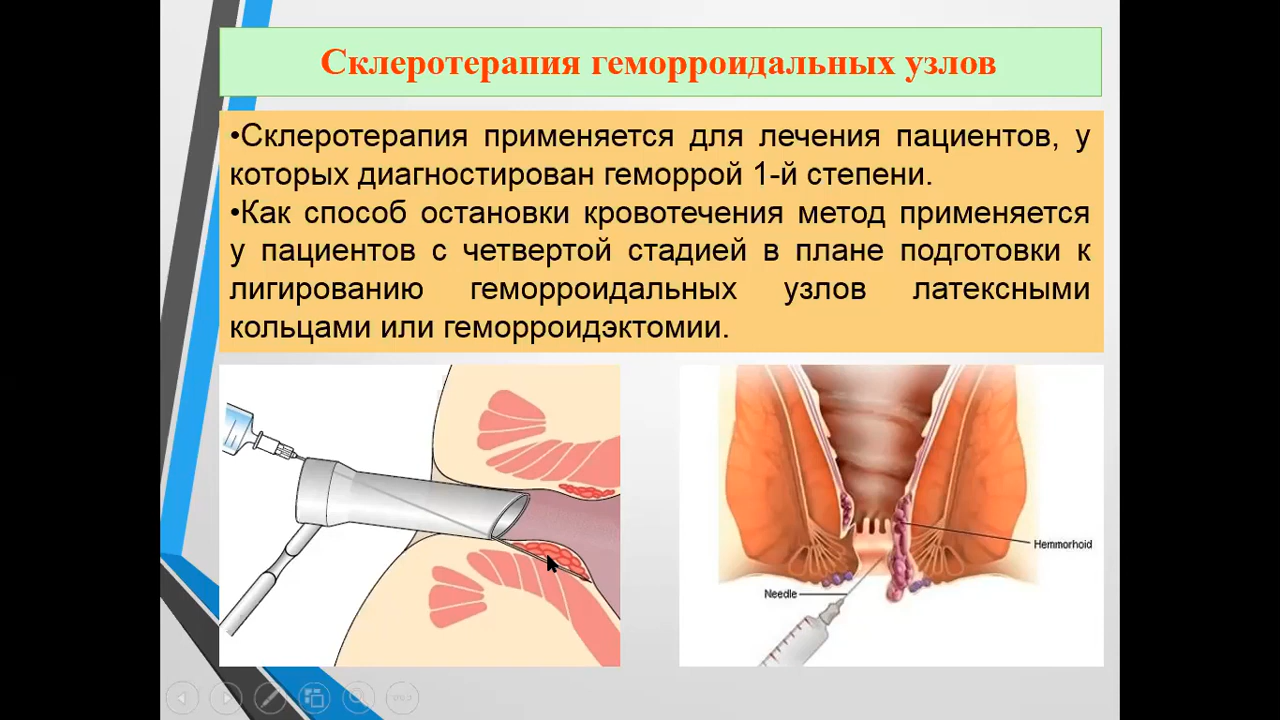 Склеротерапия геморроидальных узлов
•Склеротерапия применяется для лечения пациентов, у
которых диагностирован геморрой 1-й степени.
•Как способ остановки кровотечения метод применяется
у пациентов с четвертой стадией в плане подготовки к
лигированию геморроидальных узлов латексными
кольцами или геморроидэктомии.
Hemmorhoid
Needle